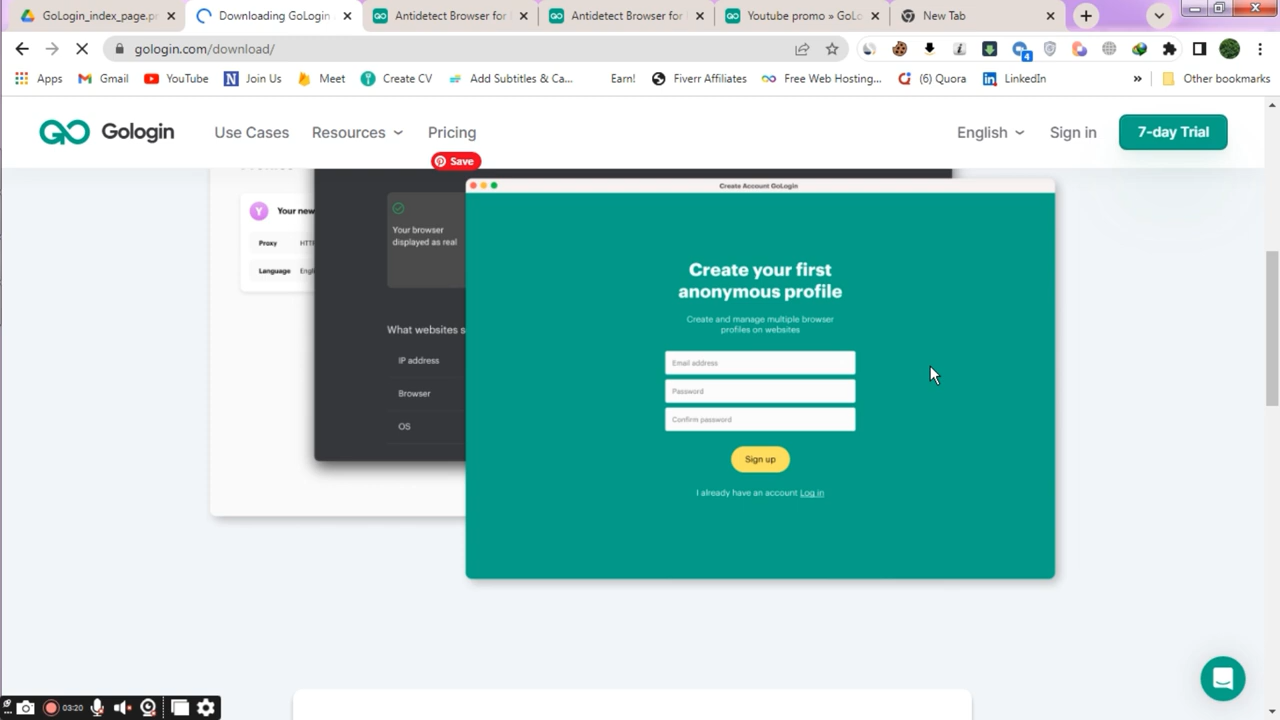 GoLogin_index_page.pr
Downloading GoLogin
Antidetect Browser for
Antidetect Browser for
Youtube promo » GoLo
New Tab
gologin.com/download/
4
Apps
Gmail
YouTube
Join Us
Meet
Create CV
Add Subtitles & Ca...
Earn!
Fiverr Affiliates
Free Web Hosting...
(6) Quora
LinkedIn
»
Other bookmarks
Gologin
Use Cases
Resources
Pricing
English
Sign in
7-day Trial
Save
Create Account GoLogin
Y
Your new
Proxy
HTT
Language
Engl
Your browser
displayed as real
What websites s
IP address
Browser
OS
Create your first
anonymous profile
Create and manage multiple browser
profiles on websites
Email address
Password
Confirm password
Sign up
I already have an account Log in
03:20